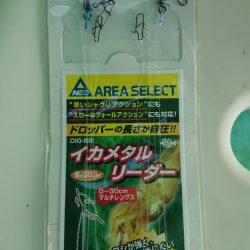 NEO AREA SELECT
"早いシャクリアクション"にも
"スローなフォールアクション"にも対応!
ドロッパーの長さが自在!!
イカメタル
リーダー
0〜30cm
マルチレングス